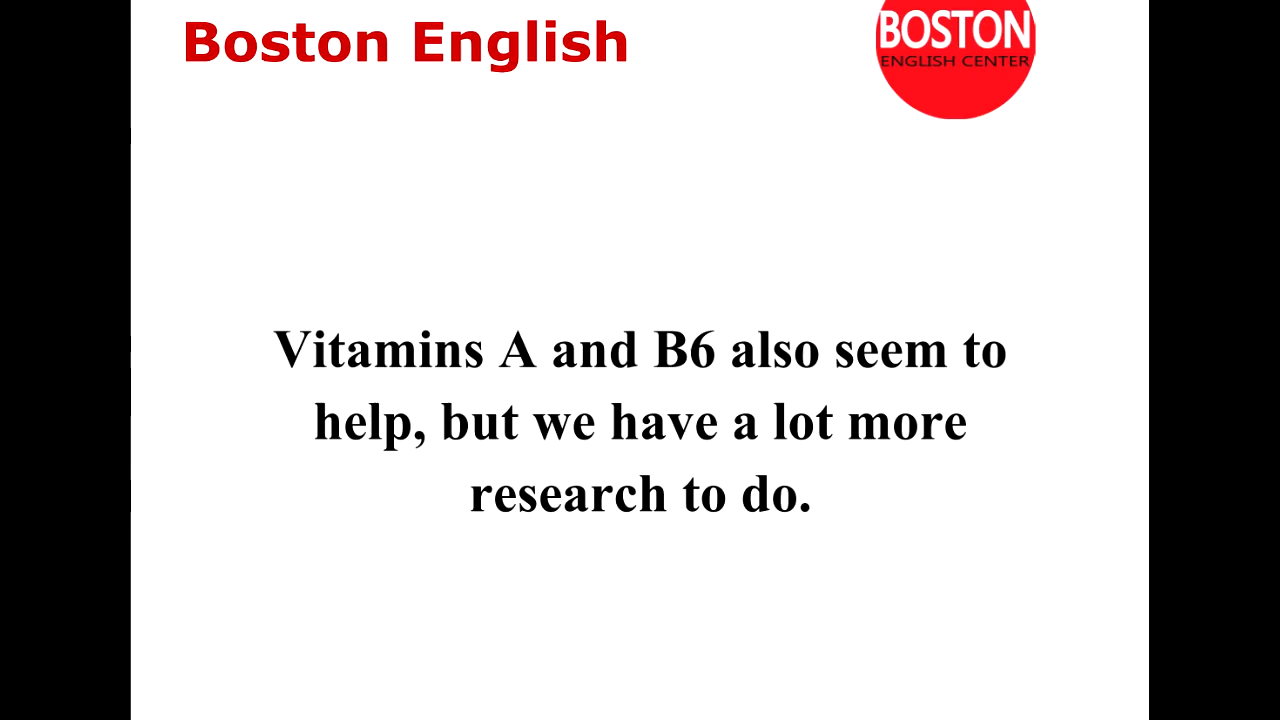 Boston English
BOSTON
ENGLISH CENTER
Vitamins A and B6 also seem to
help, but we have a lot more
research to do.